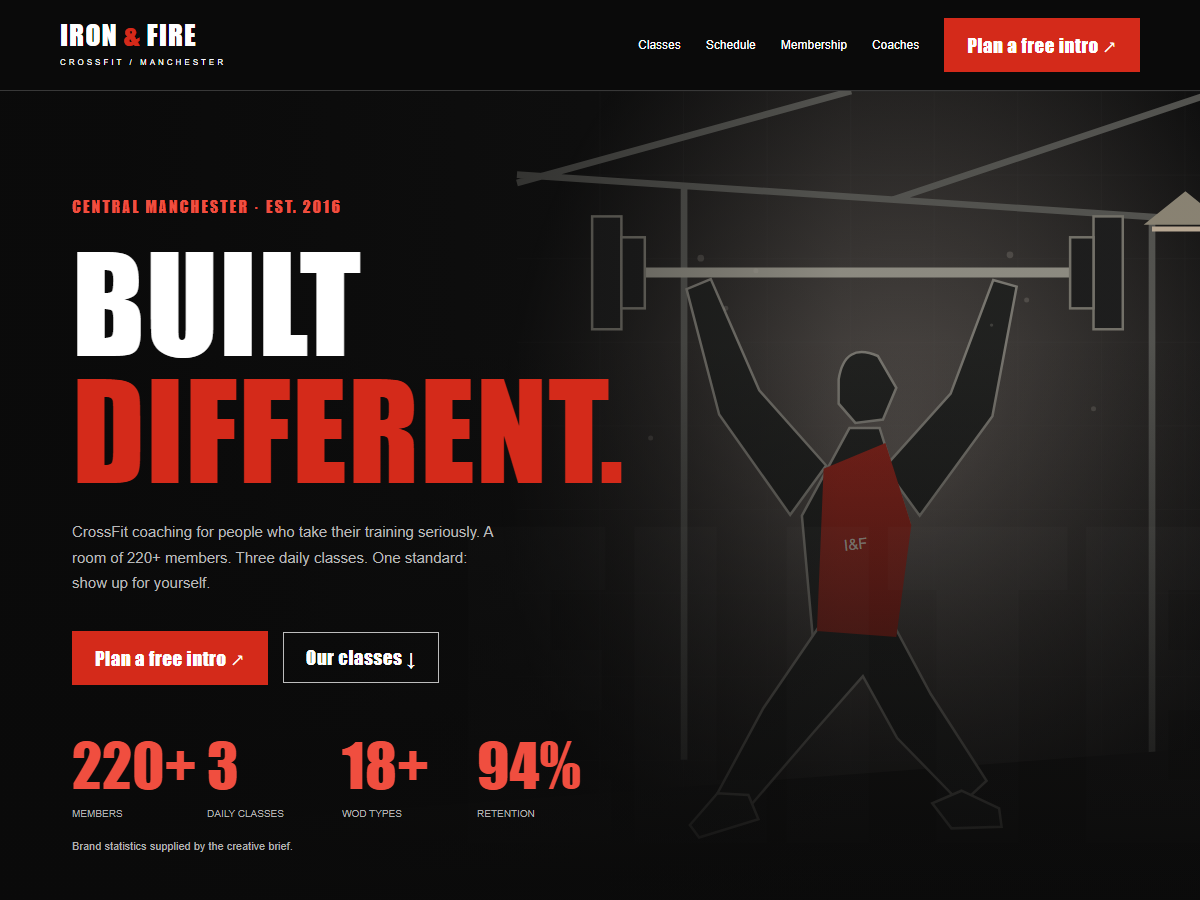 IRON & FIRE
CROSSFIT / MANCHESTER
Classes Schedule Membership Coaches Plan a free intro ↗
CENTRAL MANCHESTER · EST. 2016
BUILT
DIFFERENT.
CrossFit coaching for people who take their training seriously. A
room of 220+ members. Three daily classes. One standard:
show up for yourself.
Plan a free intro ↗ Our classes ↓
220+ 3 18+ 94%
MEMBERS DAILY CLASSES WOD TYPES RETENTION
Brand statistics supplied by the creative brief.
I&F